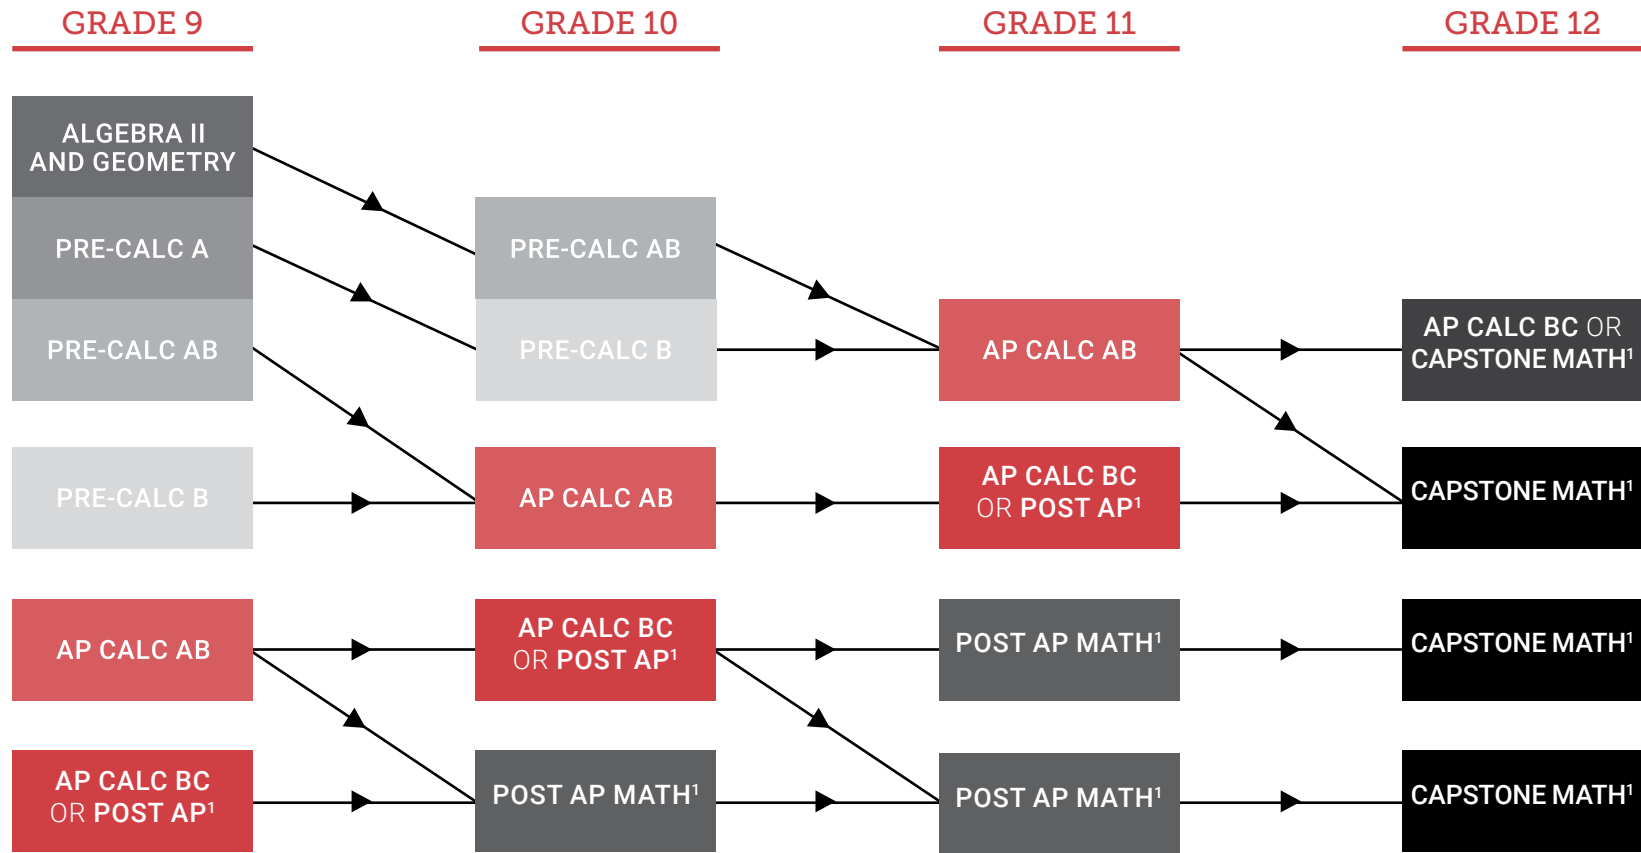 GRADE 9
GRADE 10
GRADE 11
GRADE 12
ALGEBRA II
AND GEOMETRY
PRE-CALC A
PRE-CALC AB
PRE-CALC B
AP CALC AB
AP CALC BC
OR POST AP¹
PRE-CALC AB
PRE-CALC B
AP CALC AB
AP CALC BC
OR POST AP¹
POST AP MATH¹
AP CALC AB
AP CALC BC
OR POST AP¹
POST AP MATH¹
POST AP MATH¹
AP CALC BC OR
CAPSTONE MATH¹
CAPSTONE MATH¹
CAPSTONE MATH¹
CAPSTONE MATH¹